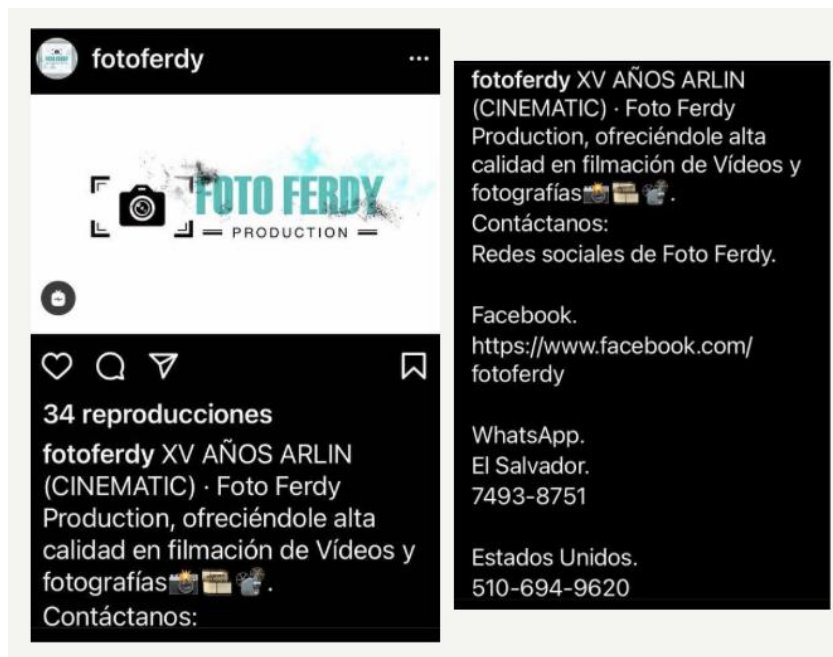 fotoferdy
FOTO FERDY
PRODUCTION
34 reproducciones
fotoferdy XV AÑOS ARLIN
(CINEMATIC) · Foto Ferdy
Production, ofreciéndole alta
calidad en filmación de Vídeos y
fotografías📸📨📽.
Contáctanos:
fotoferdy XV AÑOS ARLIN
(CINEMATIC) · Foto Ferdy
Production, ofreciéndole alta
calidad en filmación de Vídeos y
fotografías📸📨📽.
Contáctanos:
Redes sociales de Foto Ferdy.
Facebook.
https://www.facebook.com/
fotoferdy
WhatsApp.
El Salvador.
7493-8751
Estados Unidos.
510-694-9620